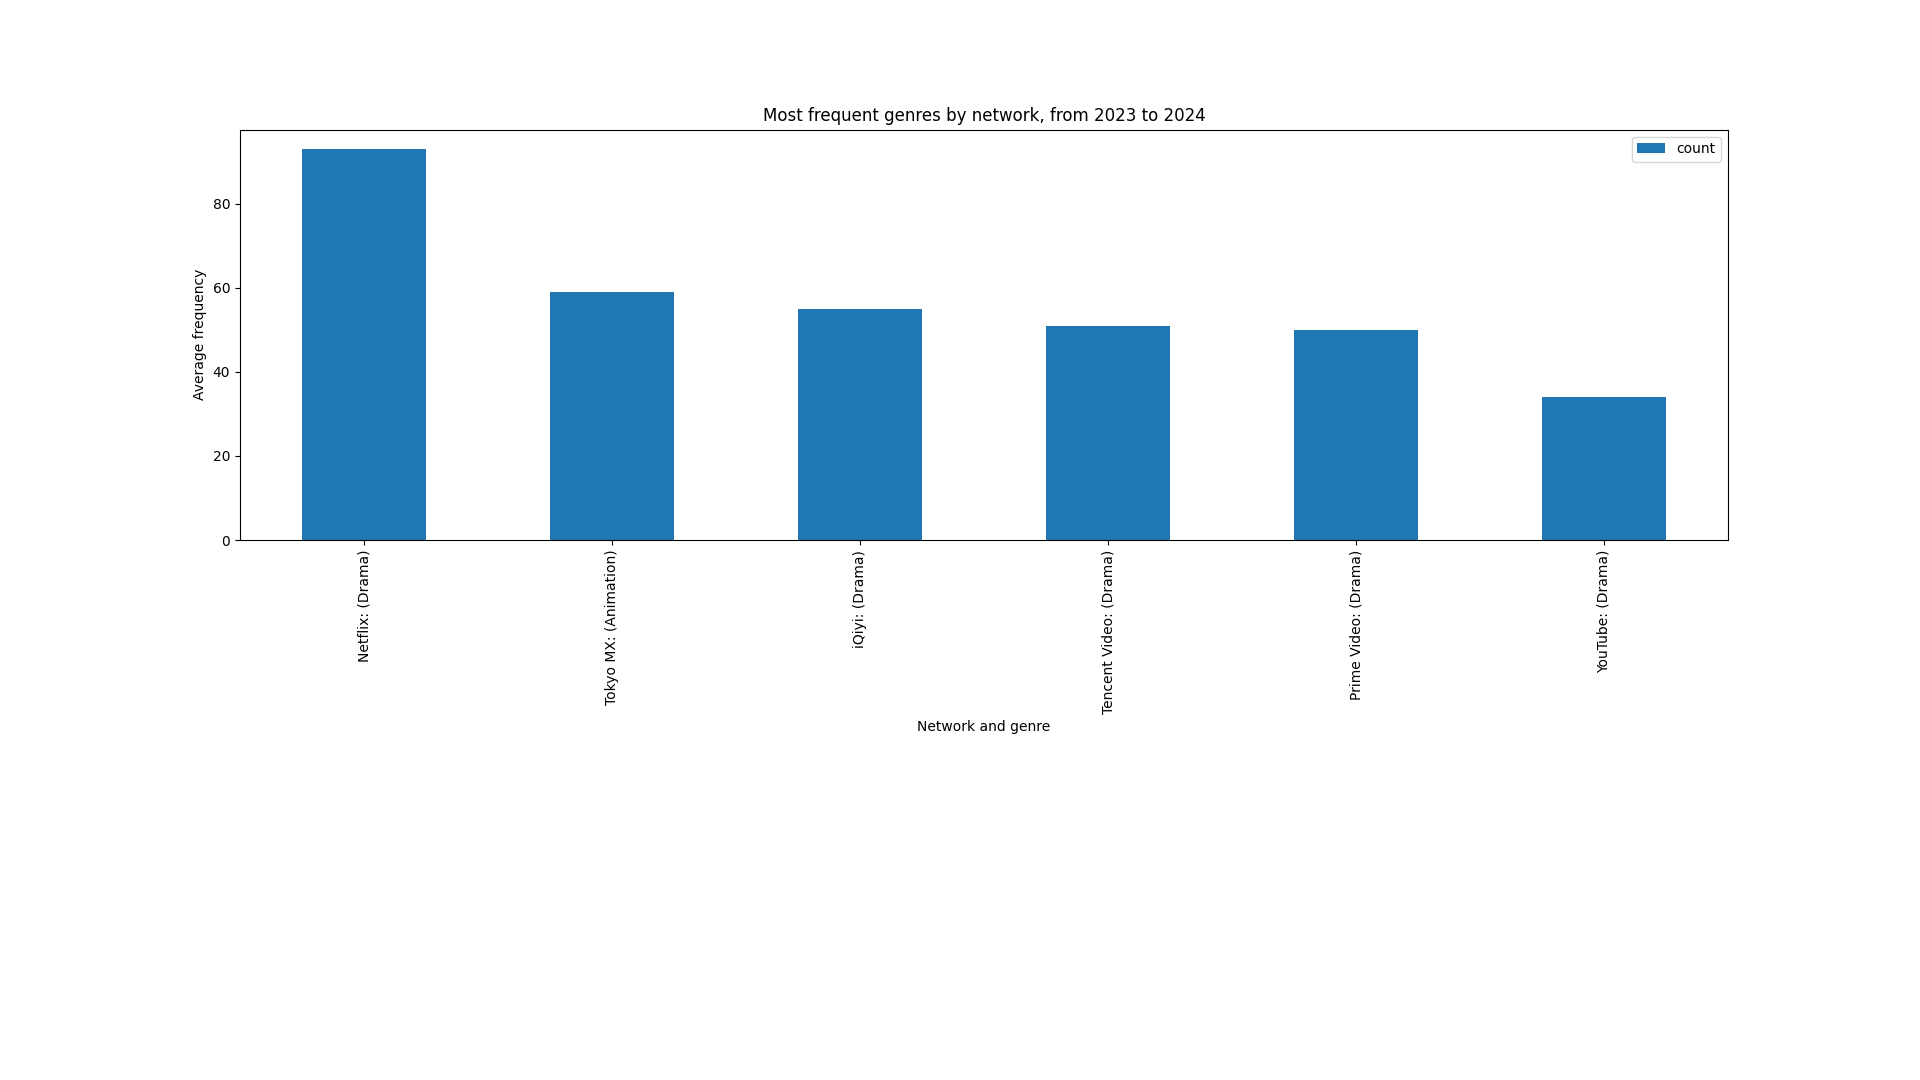 Most frequent genres by network, from 2023 to 2024
count
Average frequency
80
60
40
20
0
Netflix: (Drama)
Tokyo MX: (Animation)
iQiyi: (Drama)
Tencent Video: (Drama)
Prime Video: (Drama)
YouTube: (Drama)
Network and genre